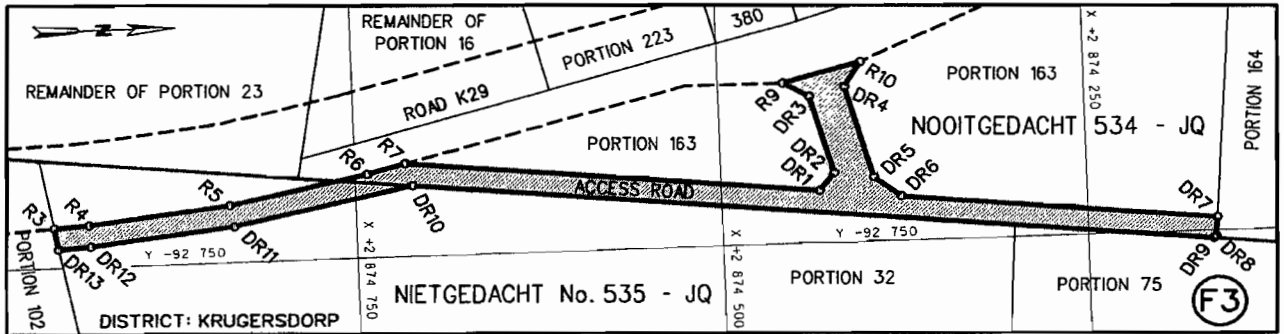 N
REMAINDER OF
PORTION 16
PORTION 223
380
REMAINDER OF PORTION 23
ROAD K29
R10
PORTION 163
X +2 874 250
PORTION 164
R9
DR3
DR4
NOOITGEDACHT 534 - JQ
PORTION 163
R7
R6
DR2
DR1
DR5
DR6
R5
ACCESS ROAD
R4
R3
DR10
DR7
DR11
DR12
DR13
Y -92 750
X +2 874 750
X +2 874 500
Y -92 750
DR8
DR9
PORTION 102
NIETGEDACHT No. 535 - JQ
PORTION 32
PORTION 75
F3
DISTRICT: KRUGERSDORP